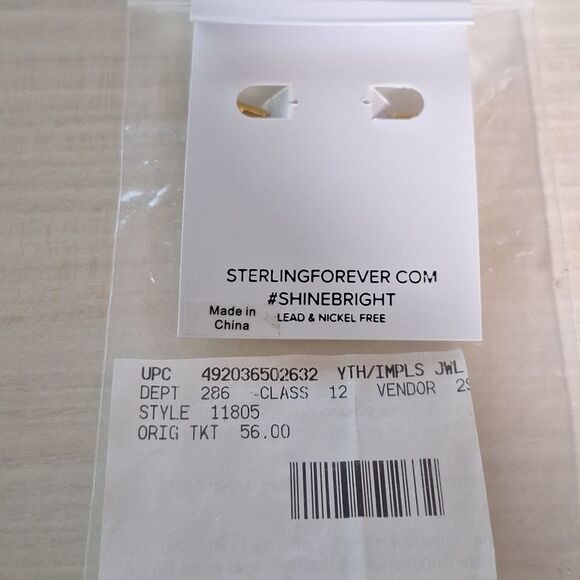 STERLINGFOREVER COM
#SHINEBRIGHT
LEAD & NICKEL FREE
Made in
China
UPC 492036502632 YTH/IMPLS JWL
DEPT 286 CLASS 12 VENDOR
STYLE 11805
ORIG TKT 56.00